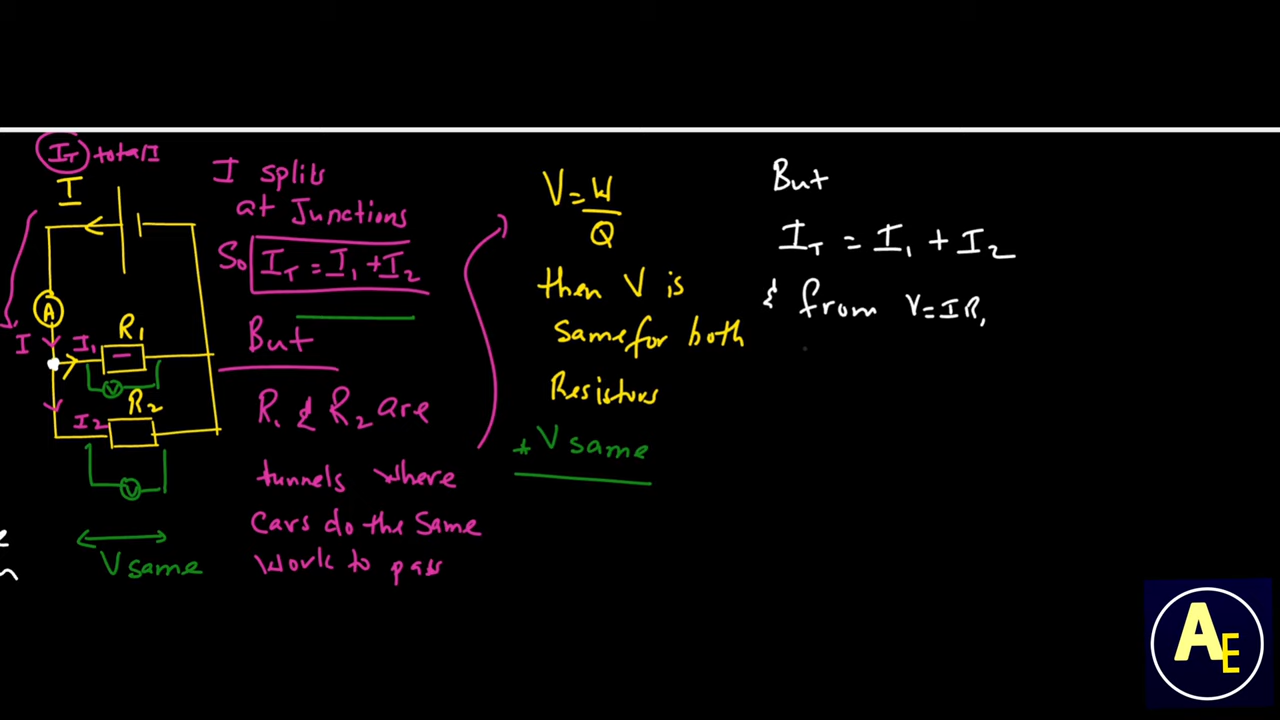 IT total I
I
A
I
I1
R1
V
R2
I2
V
V same
I splits
at Junctions
So IT = I1 + I2
But
R1 & R2 are
tunnels where
Cars do the Same
Work to pass
V = W
Q
then V is
Same for both
Resistors
* V same
But
IT = I1 + I2
& from V = IR,
AE